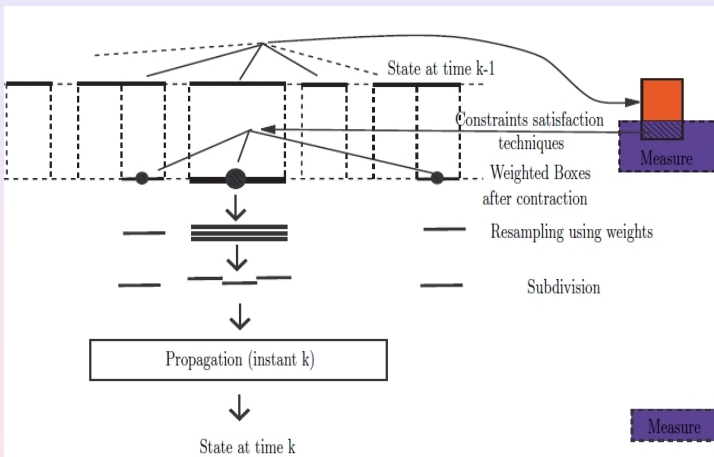 State at time k-1
Constraints satisfaction
techniques
Measure
Weighted Boxes
after contraction
Resampling using weights
Subdivision
Propagation (instant k)
Measure
State at time k